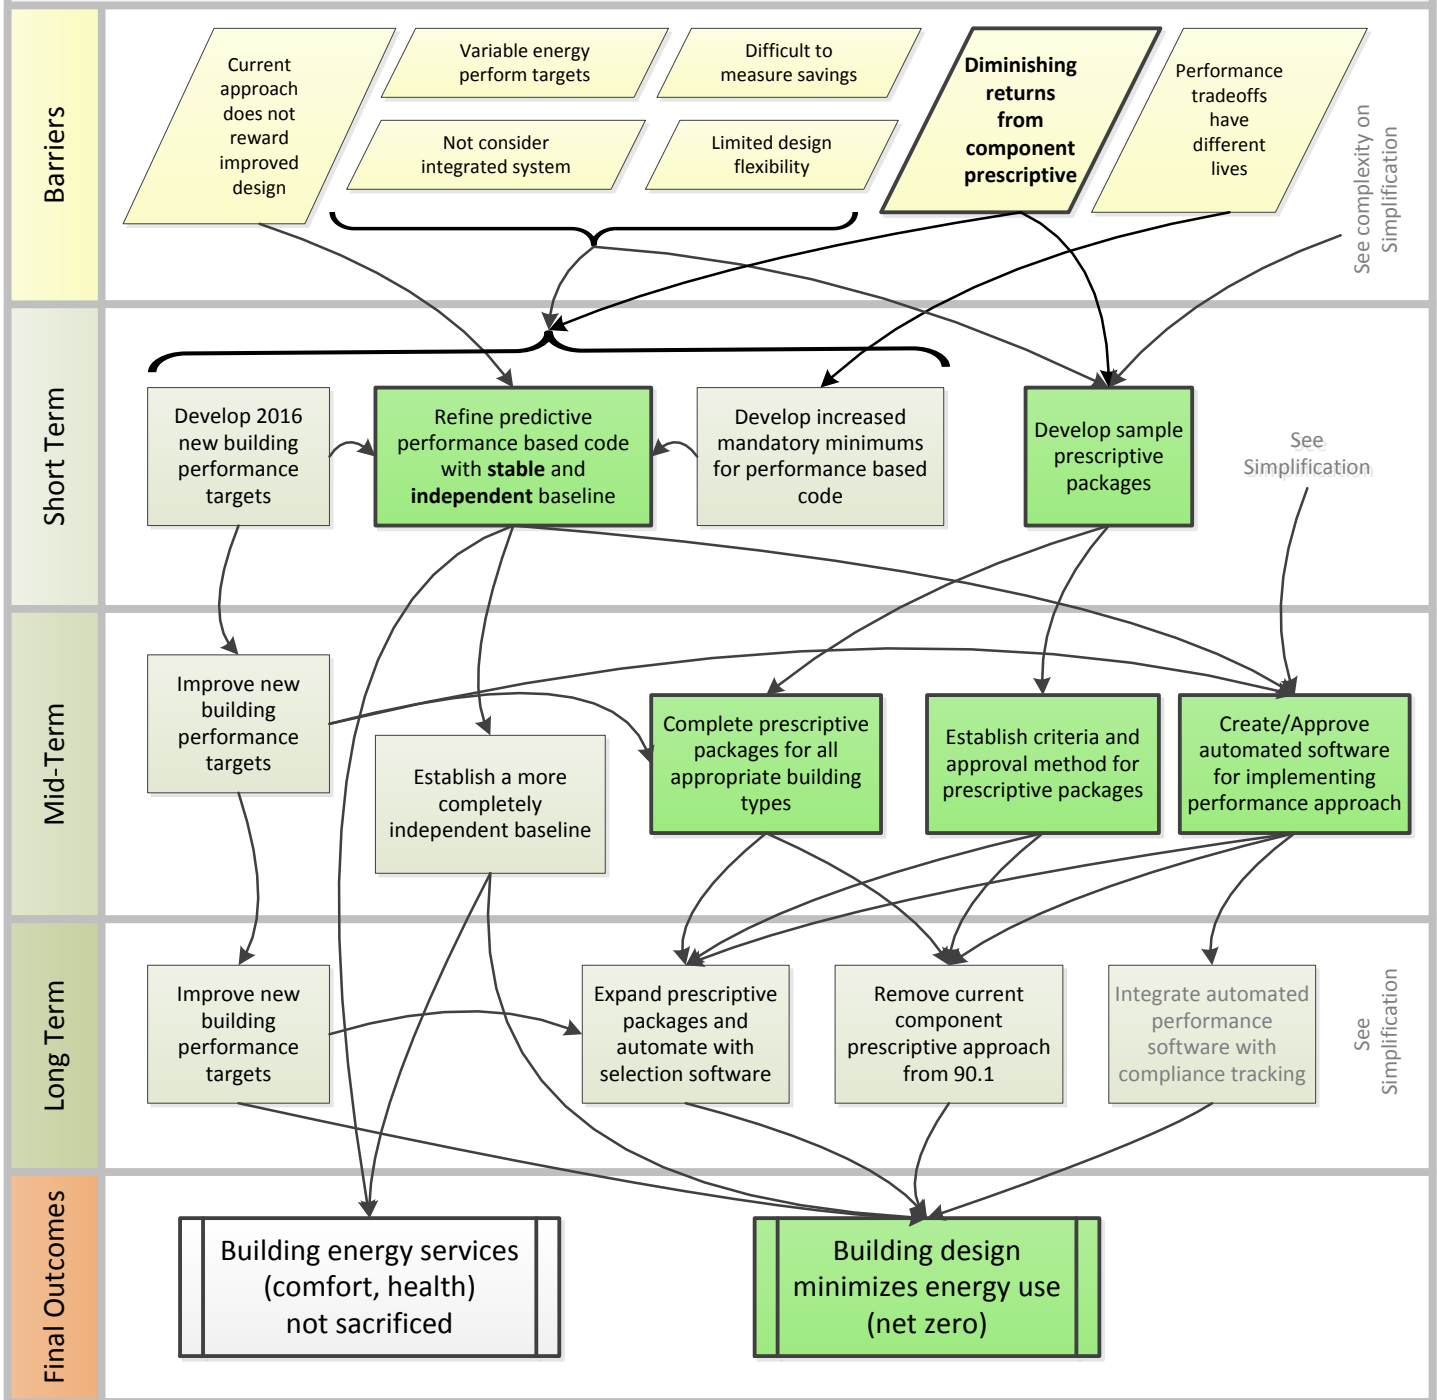 Barriers
Current
approach
does not
reward
improved
design
Variable energy
perform targets
Difficult to
measure savings
Not consider
integrated system
Limited design
flexibility
Diminishing
returns
from
component
prescriptive
Performance
tradeoffs
have
different
lives
See complexity on
Simplification
Short Term
Develop 2016
new building
performance
targets
Refine predictive
performance based code
with stable and
independent baseline
Develop increased
mandatory minimums
for performance based
code
Develop sample
prescriptive
packages
See
Simplification
Mid-Term
Improve new
building
performance
targets
Establish a more
completely
independent baseline
Complete prescriptive
packages for all
appropriate building
types
Establish criteria and
approval method for
prescriptive packages
Create/Approve
automated software
for implementing
performance approach
Long Term
Improve new
building
performance
targets
Expand prescriptive
packages and
automate with
selection software
Remove current
component
prescriptive approach
from 90.1
Integrate automated
performance
software with
compliance tracking
See
Simplification
Final Outcomes
Building energy services
(comfort, health)
not sacrificed
Building design
minimizes energy use
(net zero)